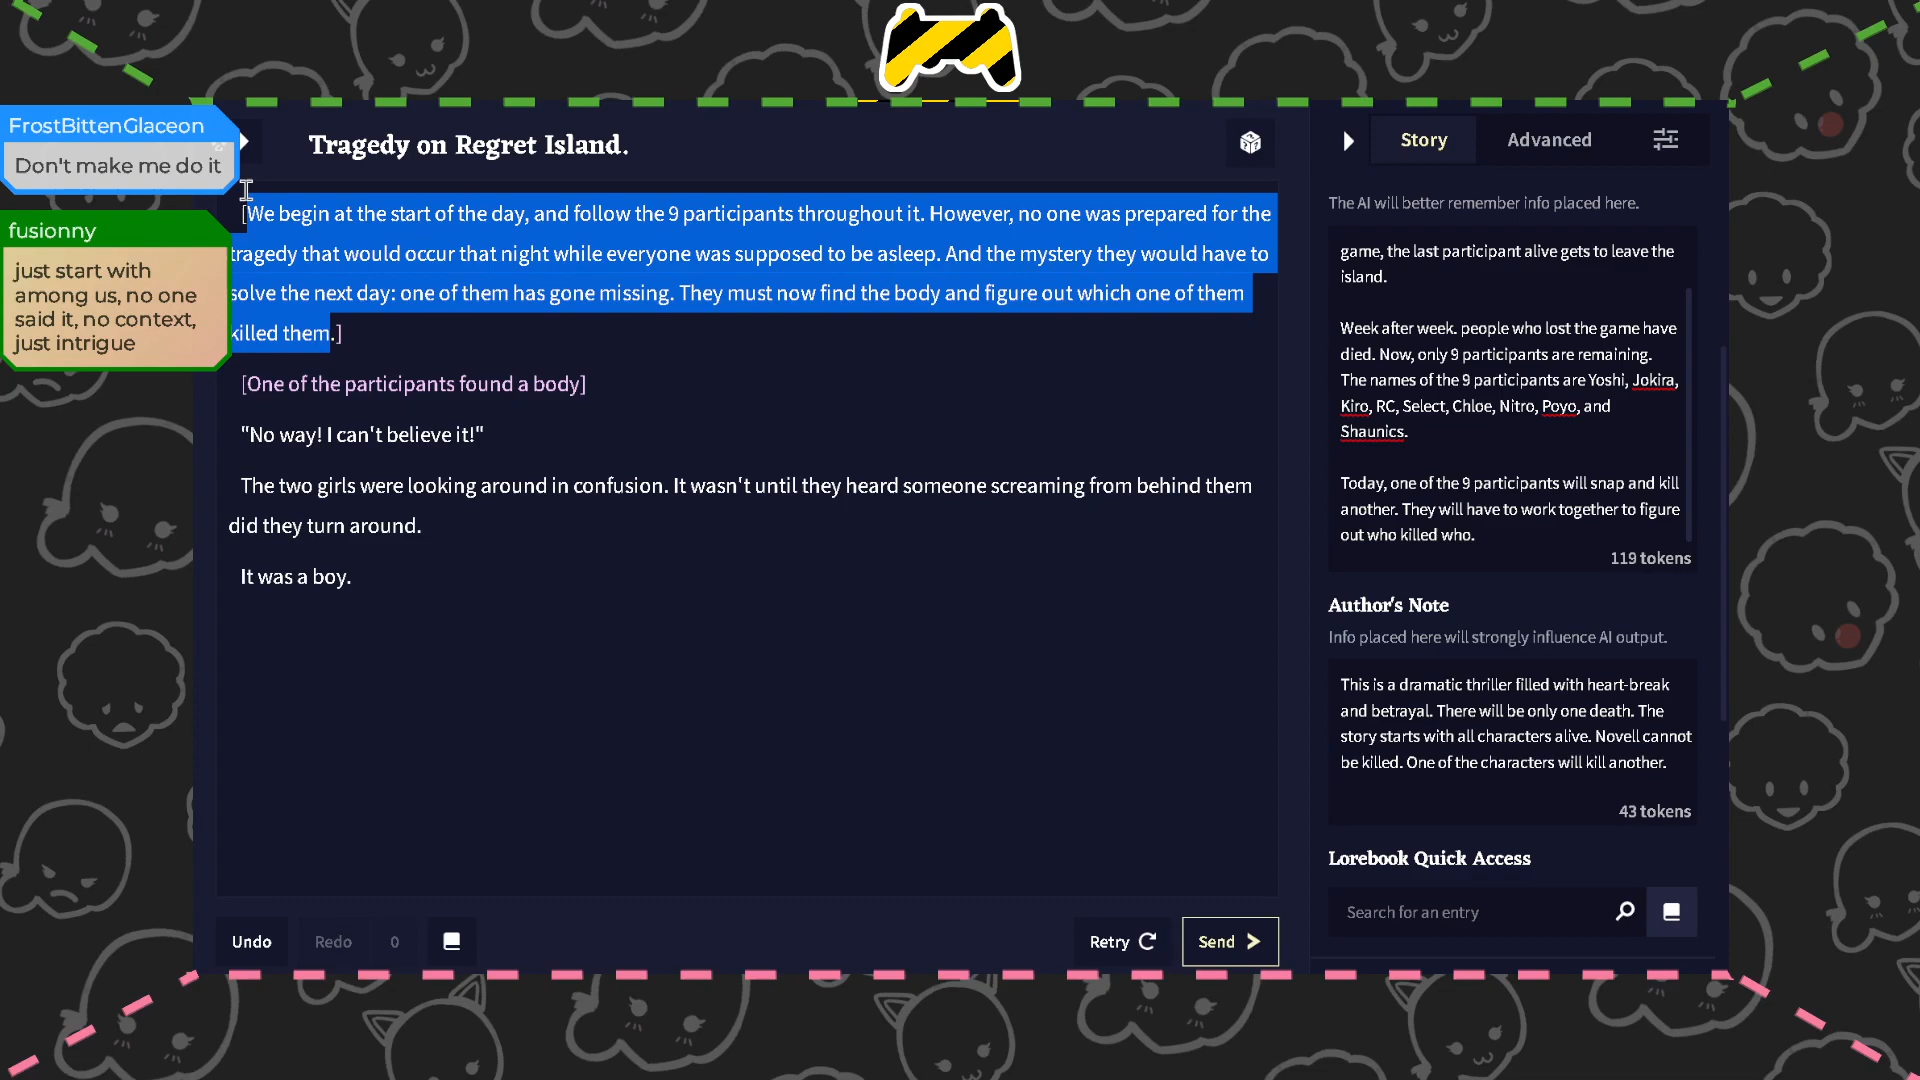 FrostBittenGlaceon
Don't make me do it
fusionny
just start with
among us, no one
said it, no context,
just intrigue
Tragedy on Regret Island.
[We begin at the start of the day, and follow the 9 participants throughout it. However, no one was prepared for the
tragedy that would occur that night while everyone was supposed to be asleep. And the mystery they would have to
solve the next day: one of them has gone missing. They must now find the body and figure out which one of them
killed them.]
[One of the participants found a body]
"No way! I can't believe it!"
The two girls were looking around in confusion. It wasn't until they heard someone screaming from behind them
did they turn around.
It was a boy.
Undo
Redo
0
Retry
Send
Story
Advanced
The AI will better remember info placed here.
game, the last participant alive gets to leave the
island.
Week after week. people who lost the game have
died. Now, only 9 participants are remaining.
The names of the 9 participants are Yoshi, Jokira,
Kiro, RC, Select, Chloe, Nitro, Poyo, and
Shaunics.
Today, one of the 9 participants will snap and kill
another. They will have to work together to figure
out who killed who.
119 tokens
Author's Note
Info placed here will strongly influence AI output.
This is a dramatic thriller filled with heart-break
and betrayal. There will be only one death. The
story starts with all characters alive. Novell cannot
be killed. One of the characters will kill another.
43 tokens
Lorebook Quick Access
Search for an entry